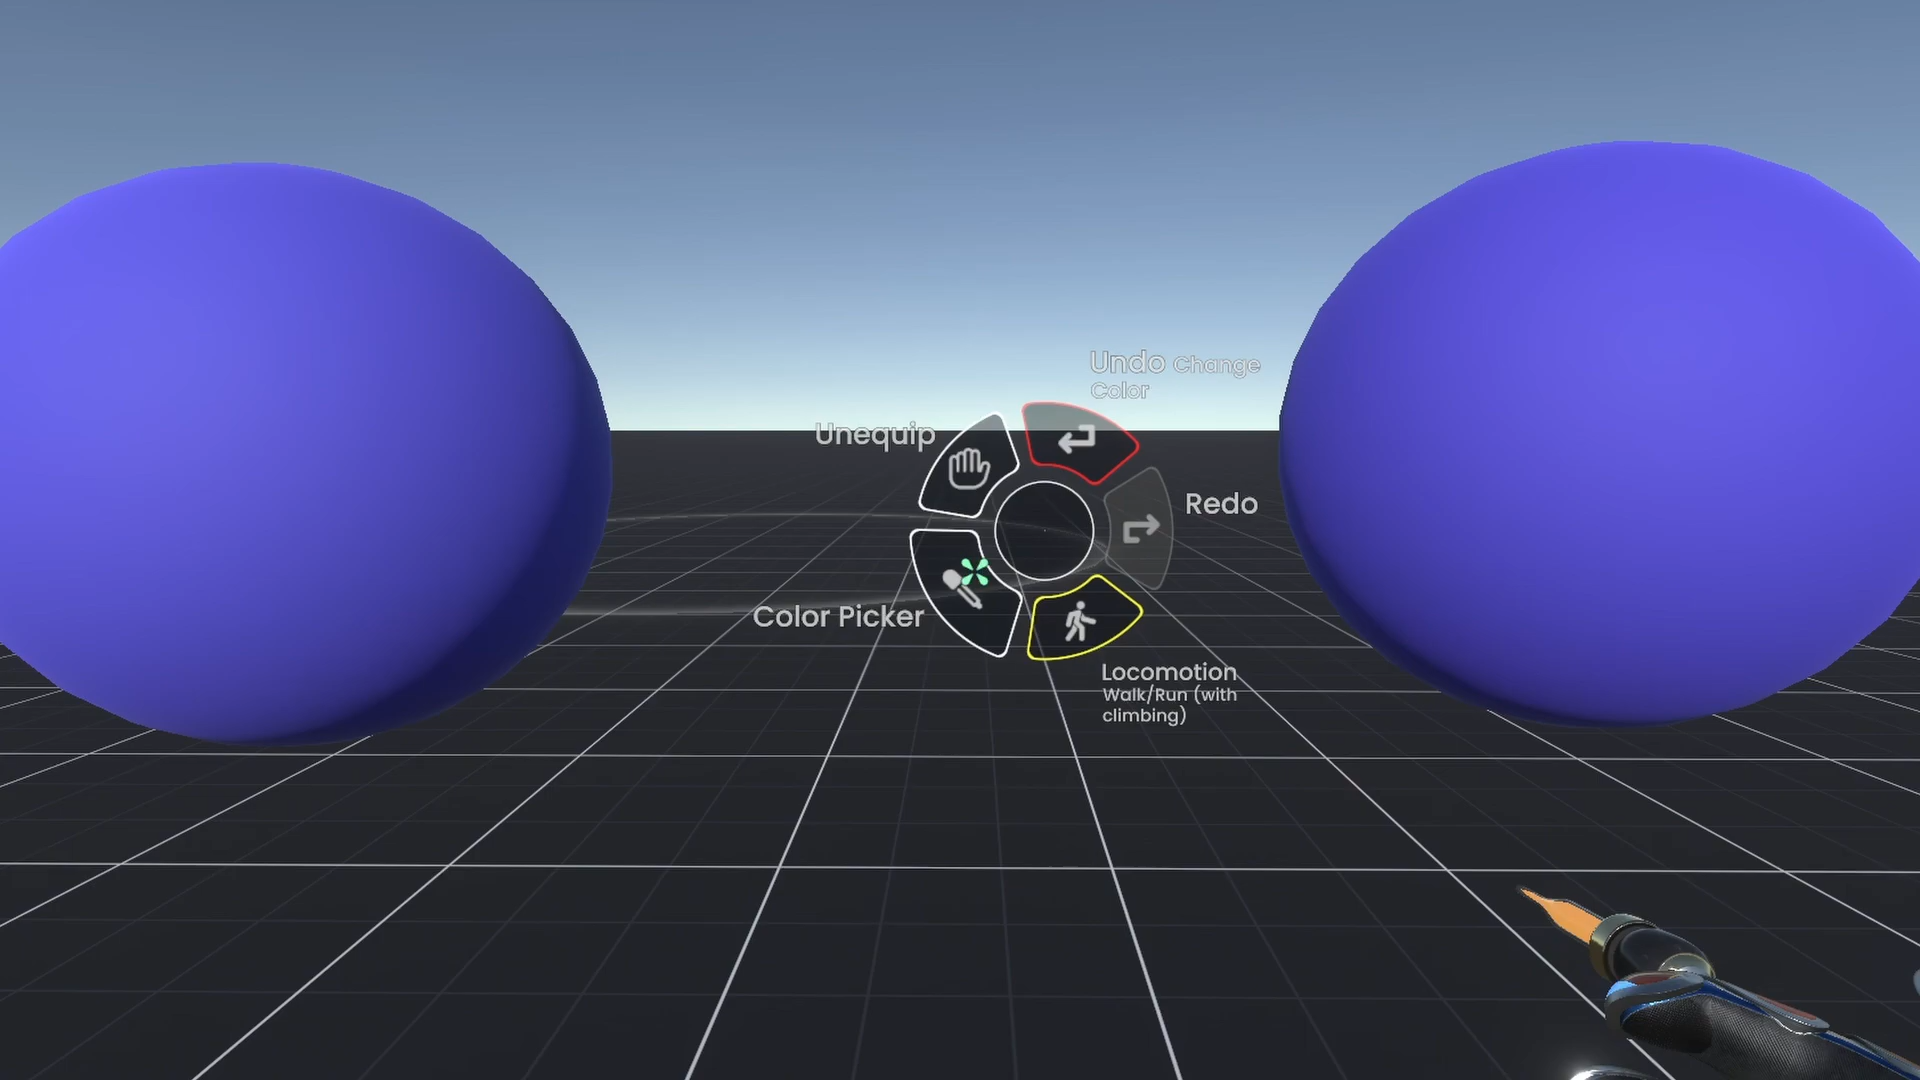 Undo Change
Color
Unequip
Redo
Color Picker
Locomotion
Walk/Run (with
climbing)